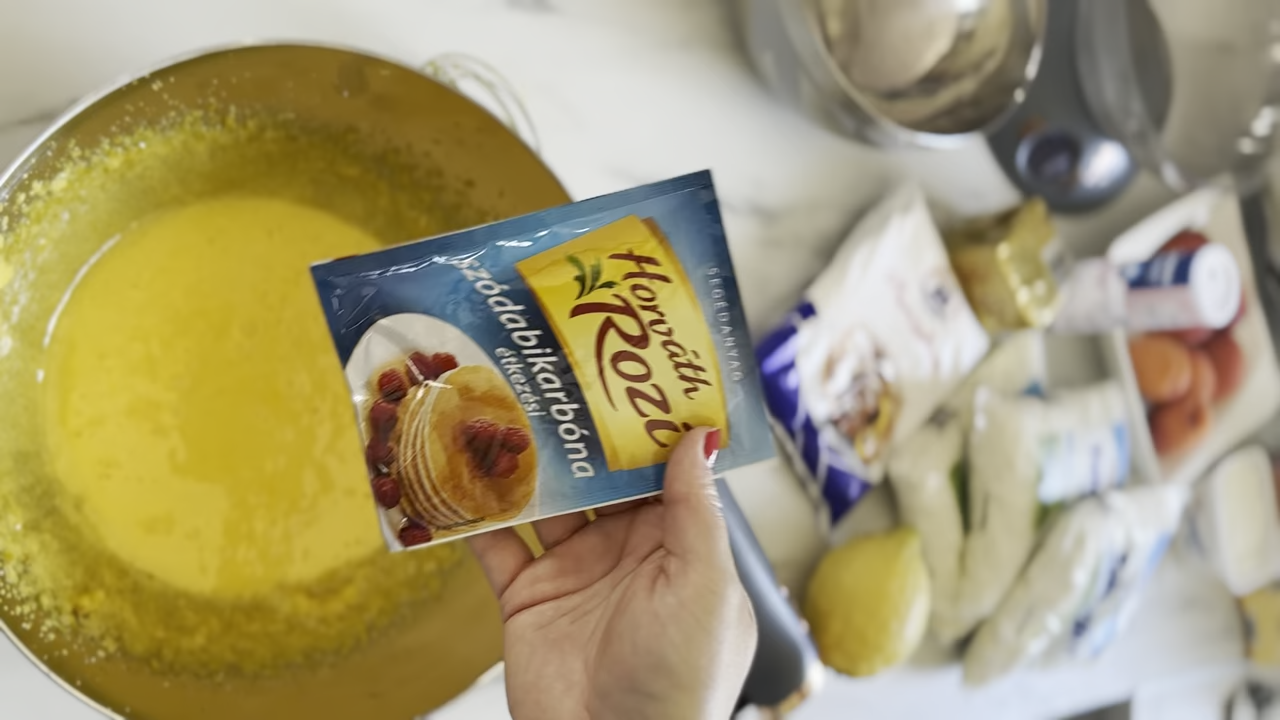 SEGÉDANYAG
Horváth
Rozi
szódabikarbóna
étkezési